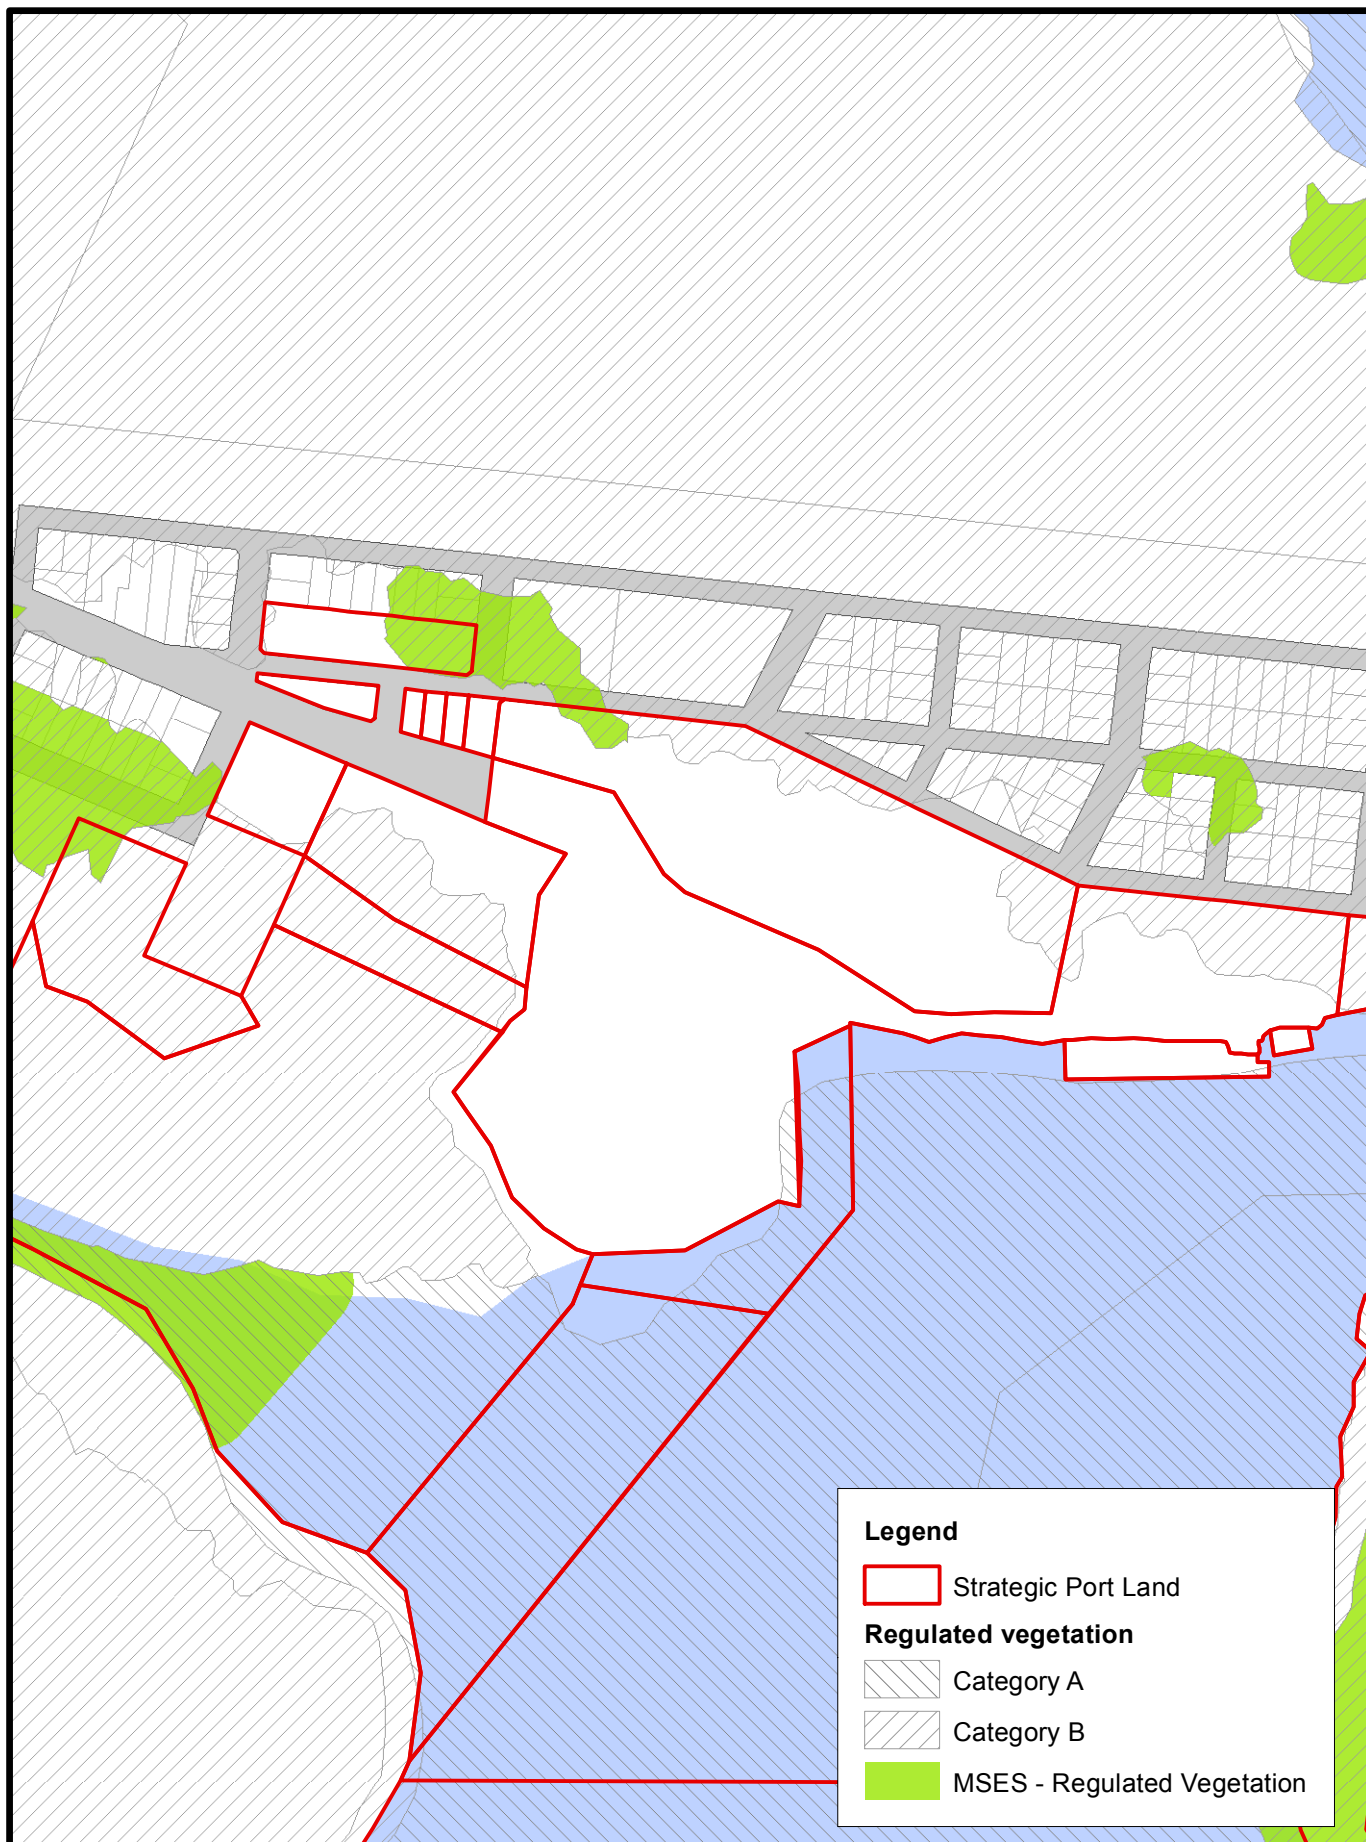 Legend
Strategic Port Land
Regulated vegetation
Category A
Category B
MSES - Regulated Vegetation